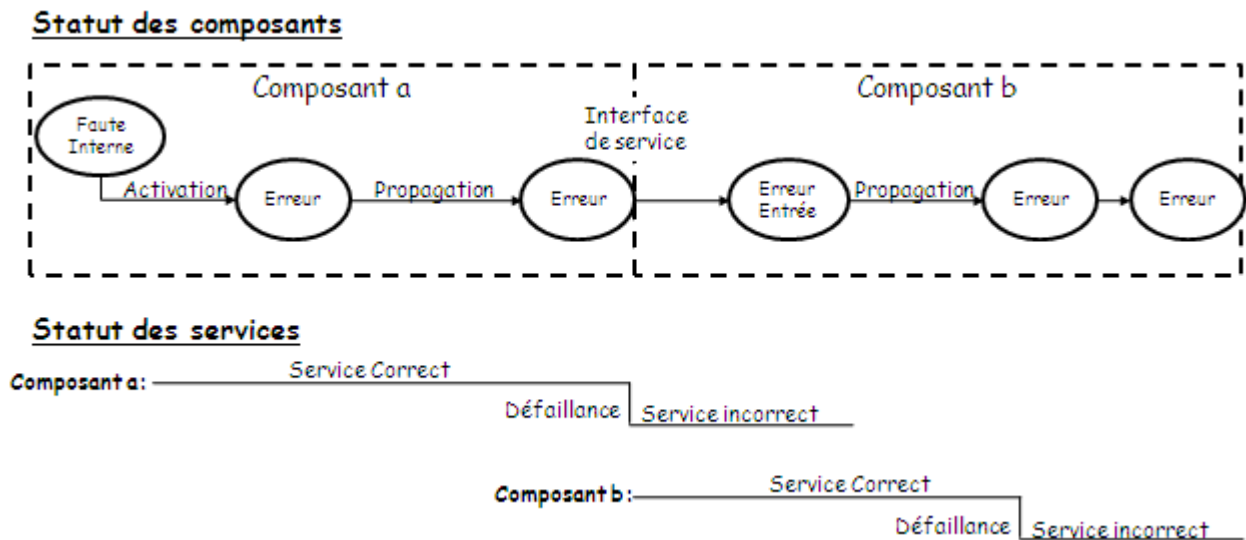 Statut des composants
Composant a
Composant b
Faute
Interne
Interface
de service
Activation
Erreur
Propagation
Erreur
Erreur
Entrée
Propagation
Erreur
Erreur
Statut des services
Composant a:
Service Correct
Défaillance
Service incorrect
Composant b:
Service Correct
Défaillance
Service incorrect